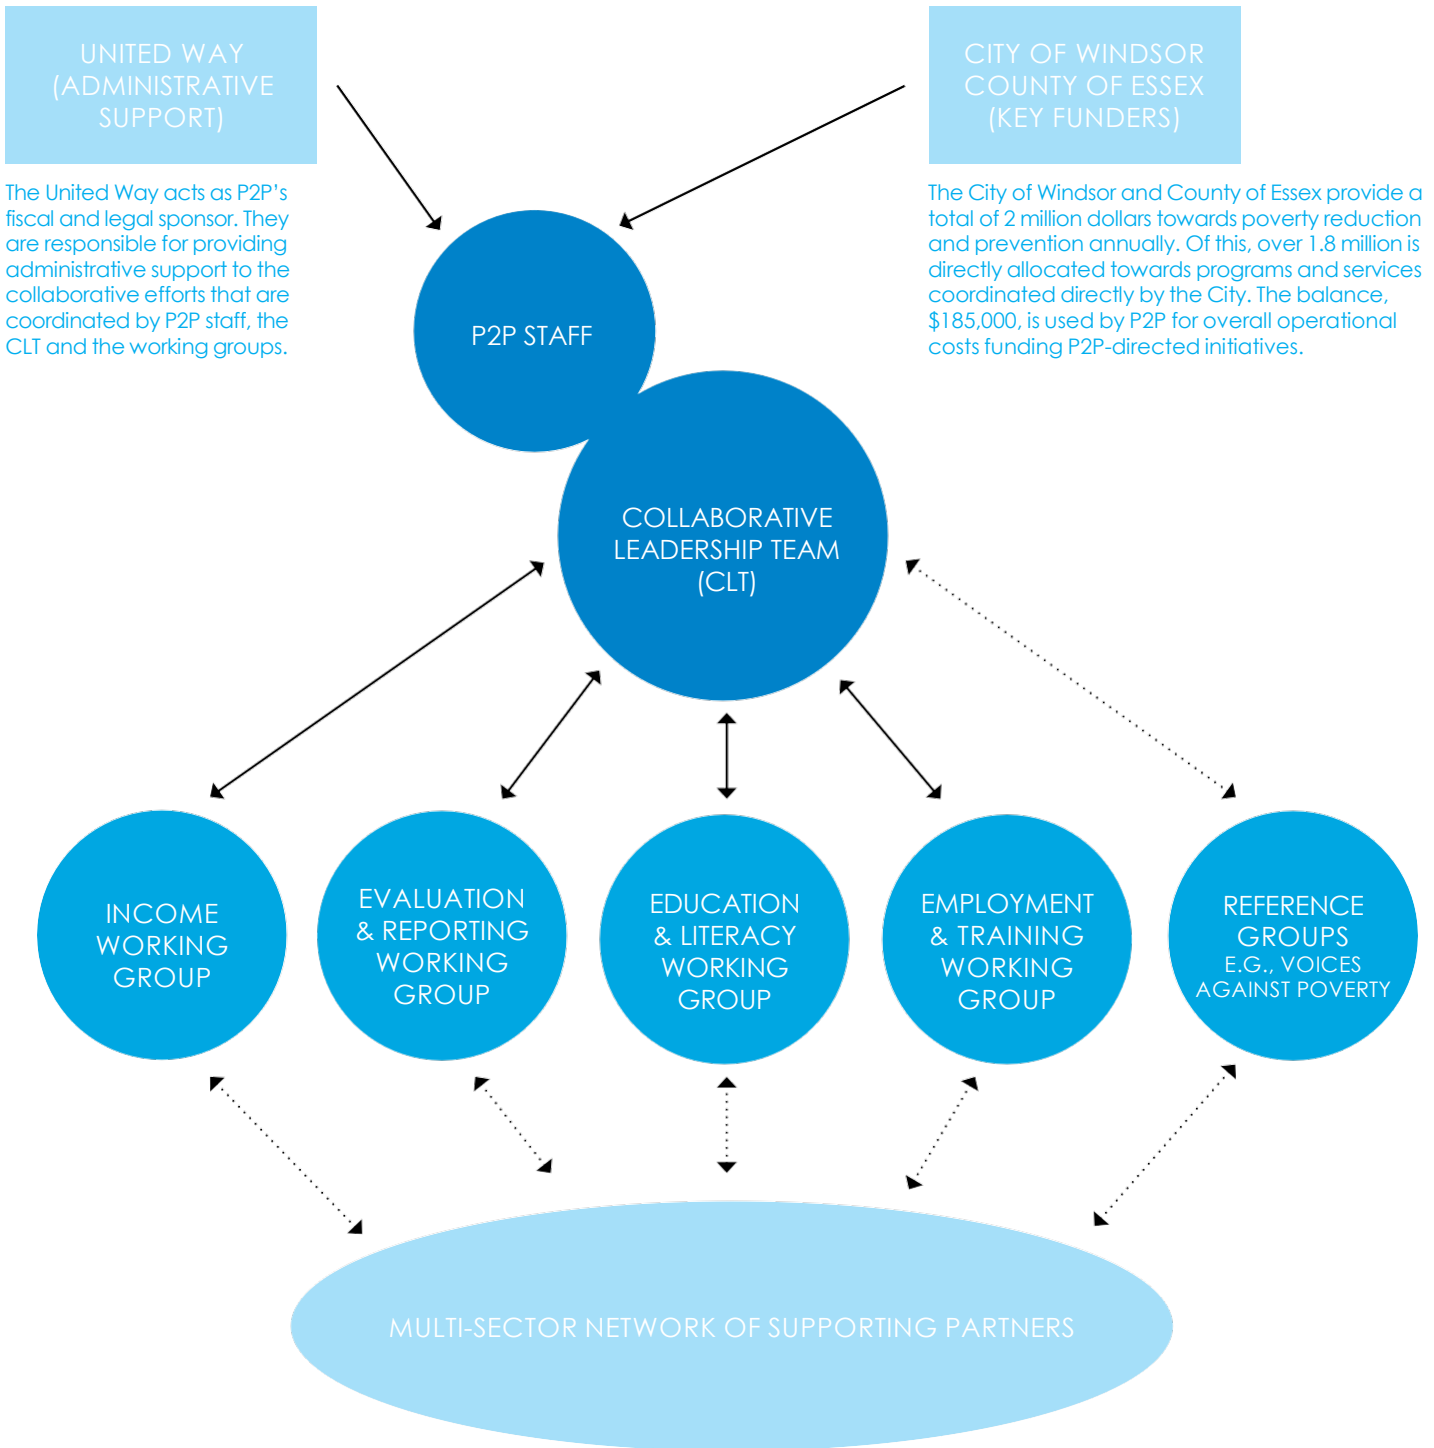 UNITED WAY
(ADMINISTRATIVE
SUPPORT)
CITY OF WINDSOR
COUNTY OF ESSEX
(KEY FUNDERS)
The United Way acts as P2P's
fiscal and legal sponsor. They
are responsible for providing
administrative support to the
collaborative efforts that are
coordinated by P2P staff, the
CLT and the working groups.
The City of Windsor and County of Essex provide a
total of 2 million dollars towards poverty reduction
and prevention annually. Of this, over 1.8 million is
directly allocated towards programs and services
coordinated directly by the City. The balance,
$185,000, is used by P2P for overall operational
costs funding P2P-directed initiatives.
P2P STAFF
COLLABORATIVE
LEADERSHIP TEAM
(CLT)
INCOME
WORKING
GROUP
EVALUATION
& REPORTING
WORKING
GROUP
EDUCATION
& LITERACY
WORKING
GROUP
EMPLOYMENT
& TRAINING
WORKING
GROUP
REFERENCE
GROUPS
E.G., VOICES
AGAINST POVERTY
MULTI-SECTOR NETWORK OF SUPPORTING PARTNERS